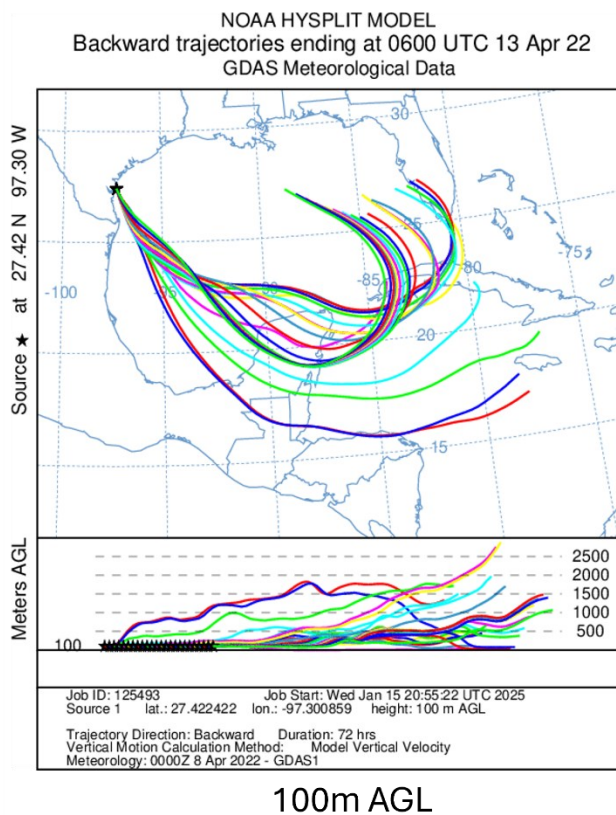 NOAA HYSPLIT MODEL
Backward trajectories ending at 0600 UTC 13 Apr 22
GDAS Meteorological Data
Source ★ at 27.42 N 97.30 W
30
25
-75
-80
-85
-100
20
15
Meters AGL
100
2500
2000
1500
1000
500
Job ID: 125493 Job Start: Wed Jan 15 20:55:22 UTC 2025
Source 1 lat.: 27.422422 lon.: -97.300859 height: 100 m AGL
Trajectory Direction: Backward Duration: 72 hrs
Vertical Motion Calculation Method: Model Vertical Velocity
Meteorology: 0000Z 8 Apr 2022 - GDAS1
100m AGL